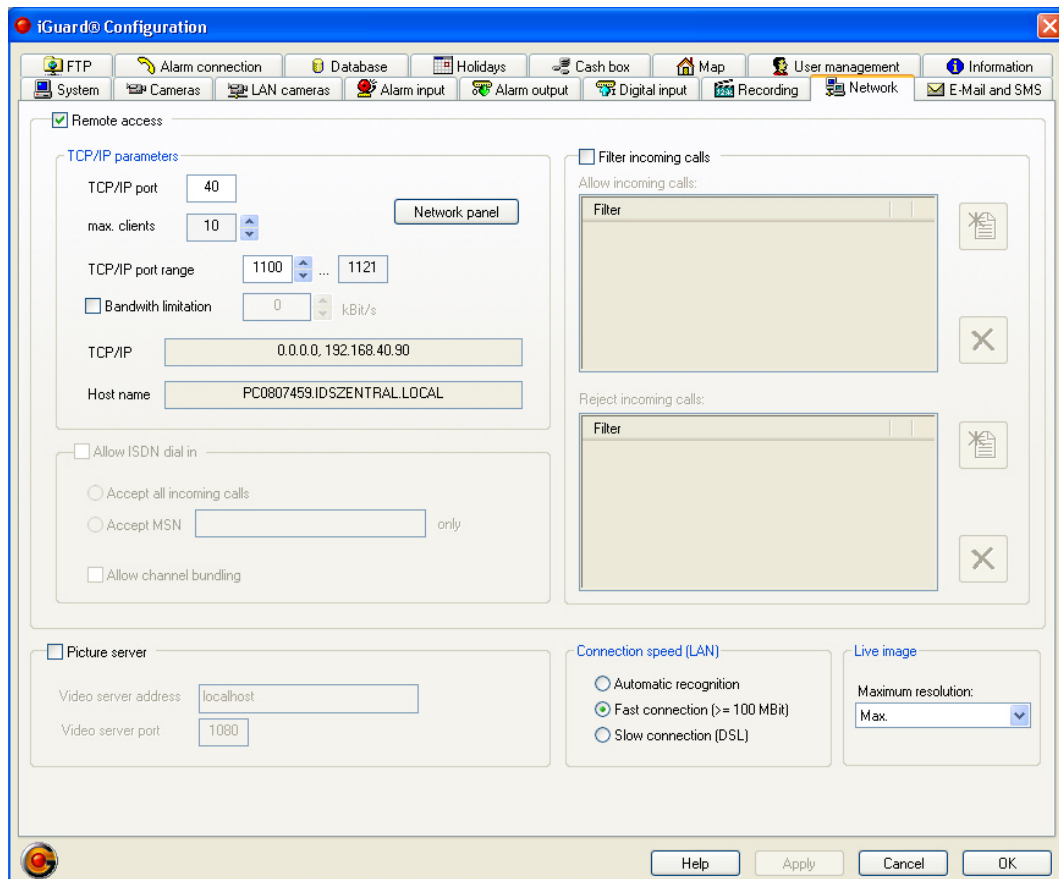 iGuard® Configuration
FTP Alarm connection Database Holidays Cash box Map User management Information
System Cameras LAN cameras Alarm input Alarm output Digital input Recording Network E-Mail and SMS
Remote access
TCP/IP parameters
TCP/IP port 40
Network panel
max. clients 10
TCP/IP port range 1100 ... 1121
Bandwith limitation 0 kBit/s
TCP/IP 0.0.0.0, 192.168.40.90
Host name PC0807459.IDSZENTRAL.LOCAL
Allow ISDN dial in
Accept all incoming calls
Accept MSN only
Allow channel bundling
Filter incoming calls
Allow incoming calls:
Filter
Reject incoming calls:
Filter
Picture server
Video server address localhost
Video server port 1080
Connection speed (LAN)
Automatic recognition
Fast connection (>= 100 MBit)
Slow connection (DSL)
Live image
Maximum resolution:
Max.
Help Apply Cancel OK